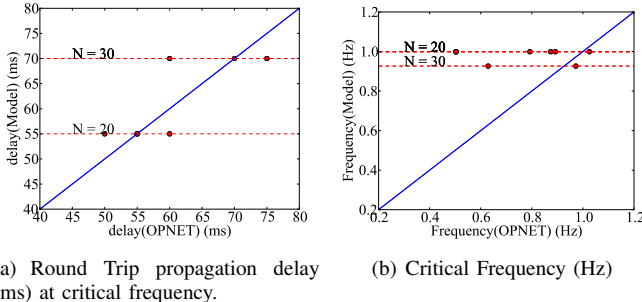 80
75
70
65
60
55
50
45
40
40 45 50 55 60 65 70 75 80
delay(Model) (ms)
delay(OPNET) (ms)
N = 30
N = 20
1.2
1.0
0.8
0.6
0.4
0.2
0.2 0.4 0.6 0.8 1.0 1.2
Frequency(Model) (Hz)
Frequency(OPNET) (Hz)
N = 20
N = 30
a) Round Trip propagation delay
ms) at critical frequency.
(b) Critical Frequency (Hz)